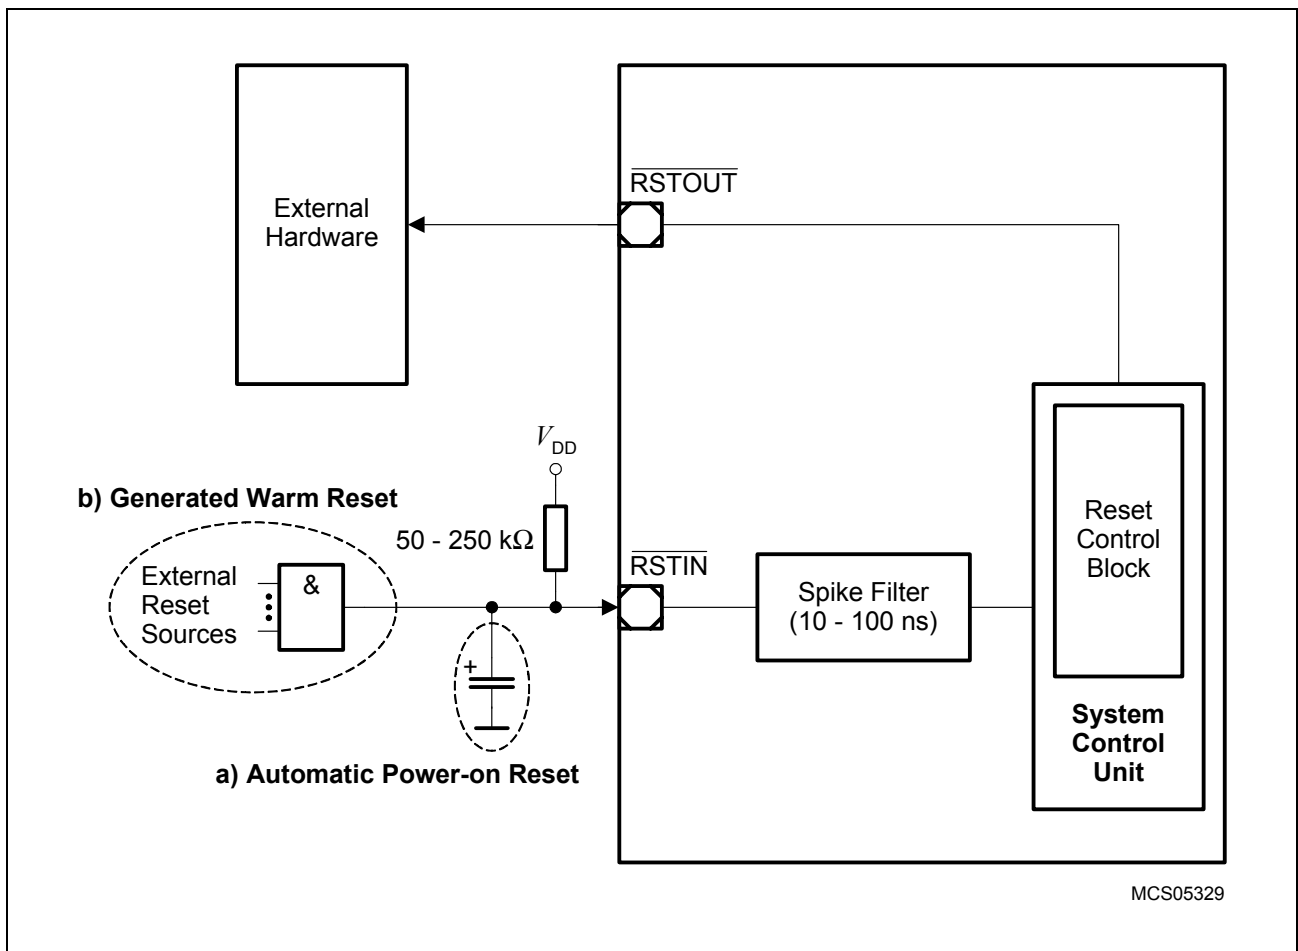 RSTOUT
External
Hardware
VDD
b) Generated Warm Reset
50 - 250 kΩ
RSTIN
External
Reset
Sources
&
Spike Filter
(10 - 100 ns)
Reset
Control
Block
+
System
Control
Unit
a) Automatic Power-on Reset
MCS05329